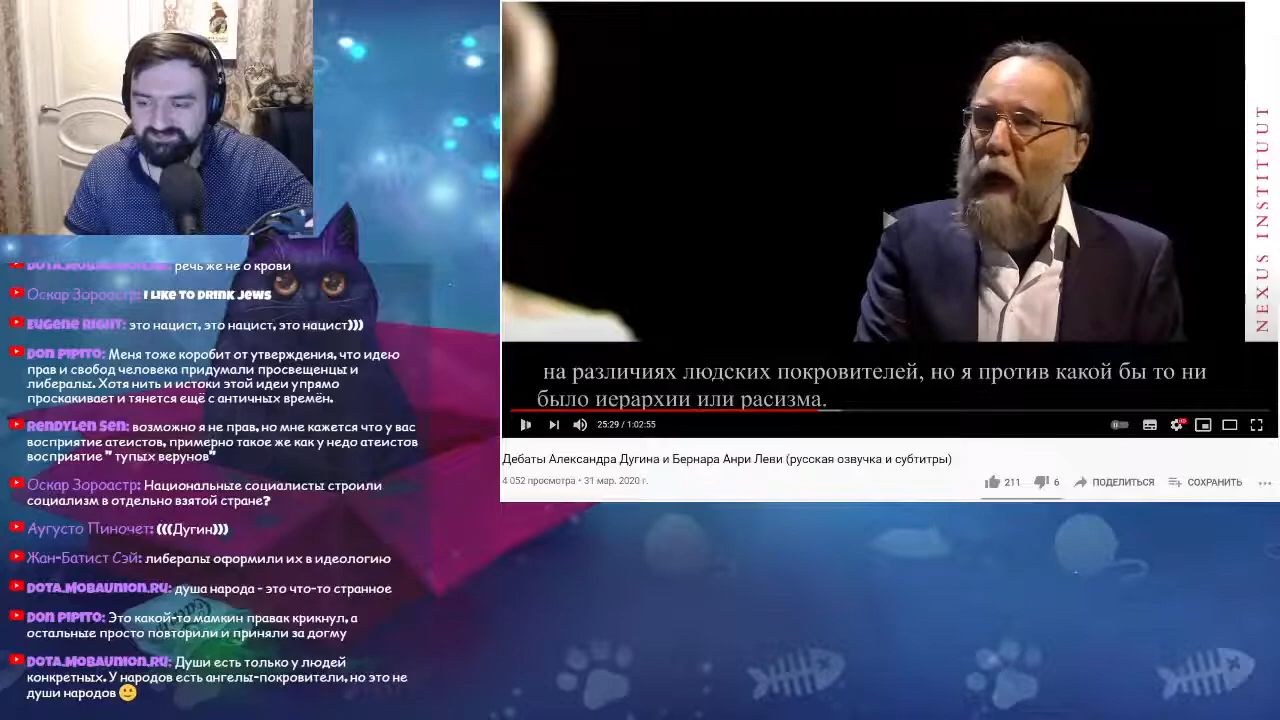 DOTA.MOBAUNION.RU: речь же не о крови
Оскар Зороастр: I LIKE TO DRINK JEWS
EUGENE RIGHT: это нацист, это нацист, это нацист)))
DON PIPITO: Меня тоже коробит от утверждения, что идею
прав и свобод человека придумали просвещенцы и
либералы. Хотя нить и истоки этой идеи упрямо
проскакивает и тянется ещё с античных времён.
RENDYLEN SEN: возможно я не прав, но мне кажется что у вас
восприятие атеистов, примерно такое же как у недо атеистов
восприятие " тупых верунов"
Оскар Зороастр: Национальные социалисты строили
социализм в отдельно взятой стране?
Аугусто Пиночет: (((Дугин)))
Жан-Батист Сэй: либералы оформили их в идеологию
DOTA.MOBAUNION.RU: душа народа - это что-то странное
DON PIPITO: Это какой-то мамкин правак крикнул, а
остальные просто повторили и приняли за догму
DOTA.MOBAUNION.RU: Души есть только у людей
конкретных. У народов есть ангелы-покровители, но это не
души народов 🙂
NEXUS INSTITUUT
на различиях людских покровителей, но я против какой бы то ни
было иерархии или расизма.
25:29 / 1:02:55
Дебаты Александра Дугина и Бернара Анри Леви (русская озвучка и субтитры)
4 052 просмотра • 31 мар. 2020 г.
211
6
ПОДЕЛИТЬСЯ
СОХРАНИТЬ